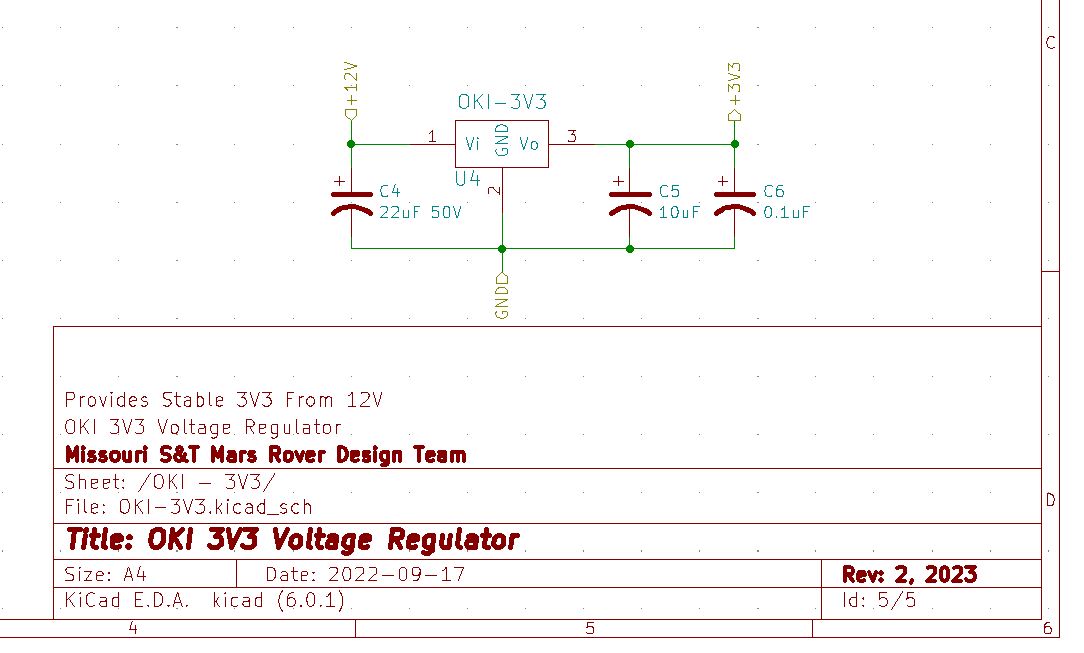 C
+12V
+3V3
OKI-3V3
1
Vi
GND
Vo
3
U4
2
+
C4
22uF 50V
+
C5
10uF
+
C6
0.1uF
GND
Provides Stable 3V3 From 12V
OKI 3V3 Voltage Regulator
Missouri S&T Mars Rover Design Team
Sheet: /OKI - 3V3/
File: OKI-3V3.kicad_sch
D
Title: OKI 3V3 Voltage Regulator
Size: A4
Date: 2022-09-17
Rev: 2, 2023
KiCad E.D.A. kicad (6.0.1)
Id: 5/5
4
5
6